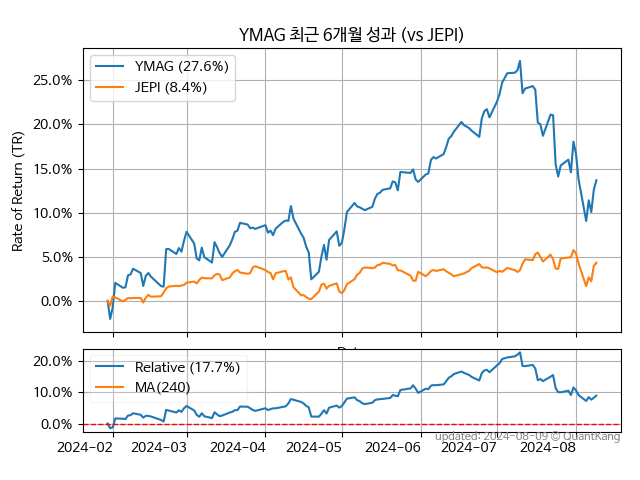 YMAG 최근 6개월 성과 (vs JEPI)
YMAG (27.6%)
JEPI (8.4%)
Rate of Return (TR)
25.0%
20.0%
15.0%
10.0%
5.0%
0.0%
Relative (17.7%)
MA(240)
20.0%
10.0%
0.0%
updated: 2024-08-09 © QuantKang
2024-02 2024-03 2024-04 2024-05 2024-06 2024-07 2024-08